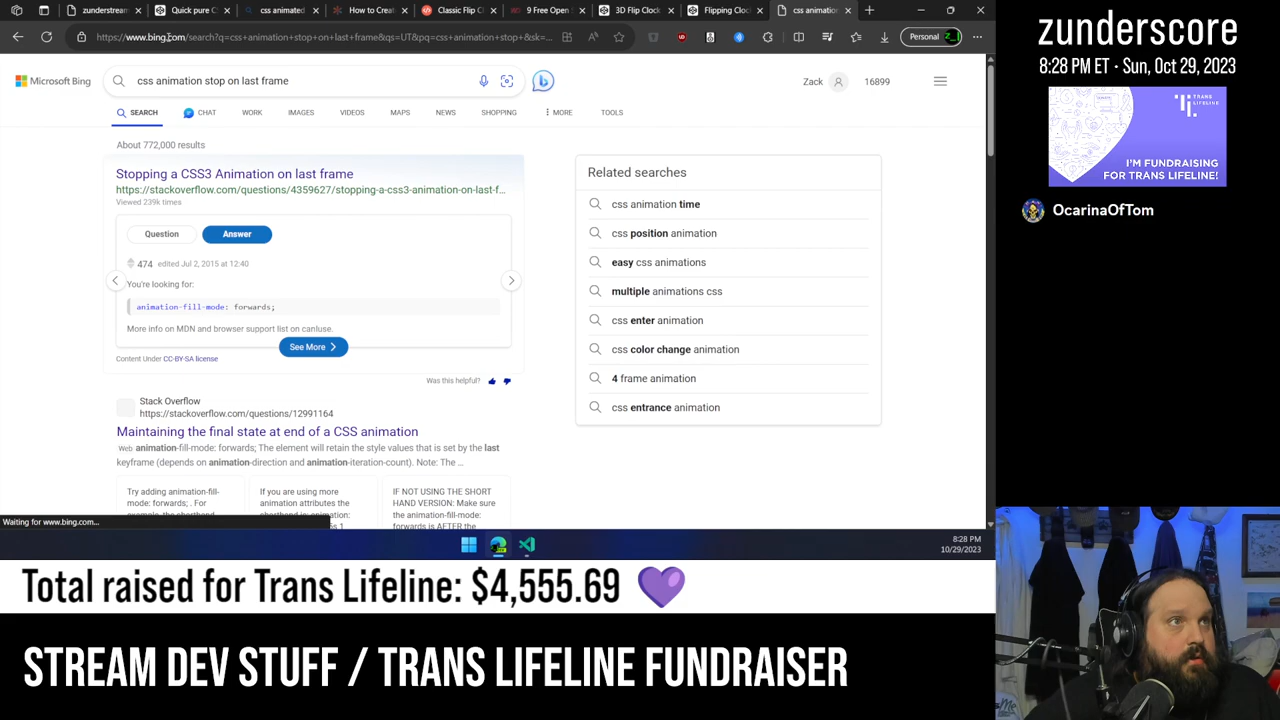 zunderstream
Quick pure C
css animated
How to Creat
Classic Flip C
9 Free Open
3D Flip Clock
Flipping Cloc
css animation
https://www.bing.com/search?q=css+animation+stop+on+last+frame&qs=UT&pq=css+animation+stop+&sk=...
Personal
Microsoft Bing
css animation stop on last frame
Zack
16899
SEARCH
CHAT
WORK
IMAGES
VIDEOS
MAPS
NEWS
SHOPPING
MORE
TOOLS
About 772,000 results
Stopping a CSS3 Animation on last frame
https://stackoverflow.com/questions/4359627/stopping-a-css3-animation-on-last-f...
Viewed 239k times
Question
Answer
474 edited Jul 2, 2015 at 12:40
You're looking for:
animation-fill-mode: forwards;
More info on MDN and browser support list on caniuse.
See More
Content Under CC-BY-SA license
Was this helpful?
Stack Overflow
https://stackoverflow.com/questions/12991164
Maintaining the final state at end of a CSS animation
Web animation-fill-mode: forwards; The element will retain the style values that is set by the last
keyframe (depends on animation-direction and animation-iteration-count). Note: The ...
Try adding animation-fill-
mode: forwards; . For
If you are using more
animation attributes the
IF NOT USING THE SHORT
HAND VERSION: Make sure
the animation-fill-mode:
forwards is AFTER the
Related searches
css animation time
css position animation
easy css animations
multiple animations css
css enter animation
css color change animation
4 frame animation
css entrance animation
Waiting for www.bing.com...
8:28 PM
10/29/2023
zunderscore
8:28 PM ET · Sun, Oct 29, 2023
TRANS
LIFELINE
I'M FUNDRAISING
FOR TRANS LIFELINE!
OcarinaOfTom
Total raised for Trans Lifeline: $4,555.69
STREAM DEV STUFF / TRANS LIFELINE FUNDRAISER